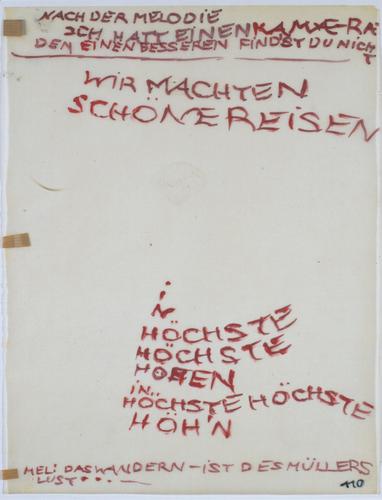 NACH DER MELODIE
ICH HATT EINEN KAMERA
DEN EINEN BESSEREN FINDST DU NICHT
WIR MACHTEN
SCHÖNE REISEN
IN
HÖCHSTE
HÖCHSTE
HÖHEN
IN
HÖCHSTE HÖCHSTE
HÖH'N
MEL: DAS WANDERN - IST DES MÜLLERS
LUST • • • —